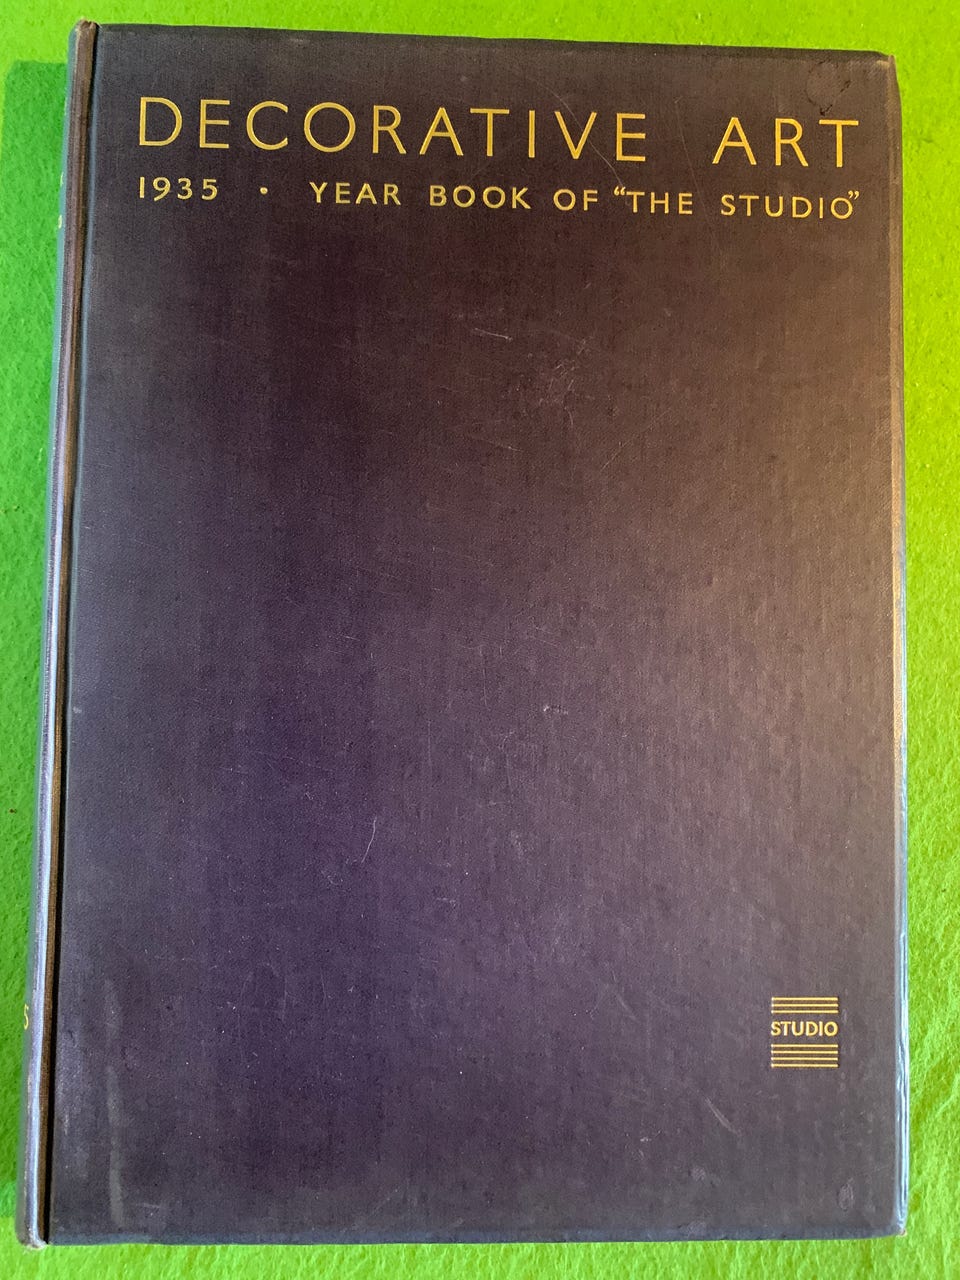 DECORATIVE ART
1935 · YEAR BOOK OF "THE STUDIO"
STUDIO